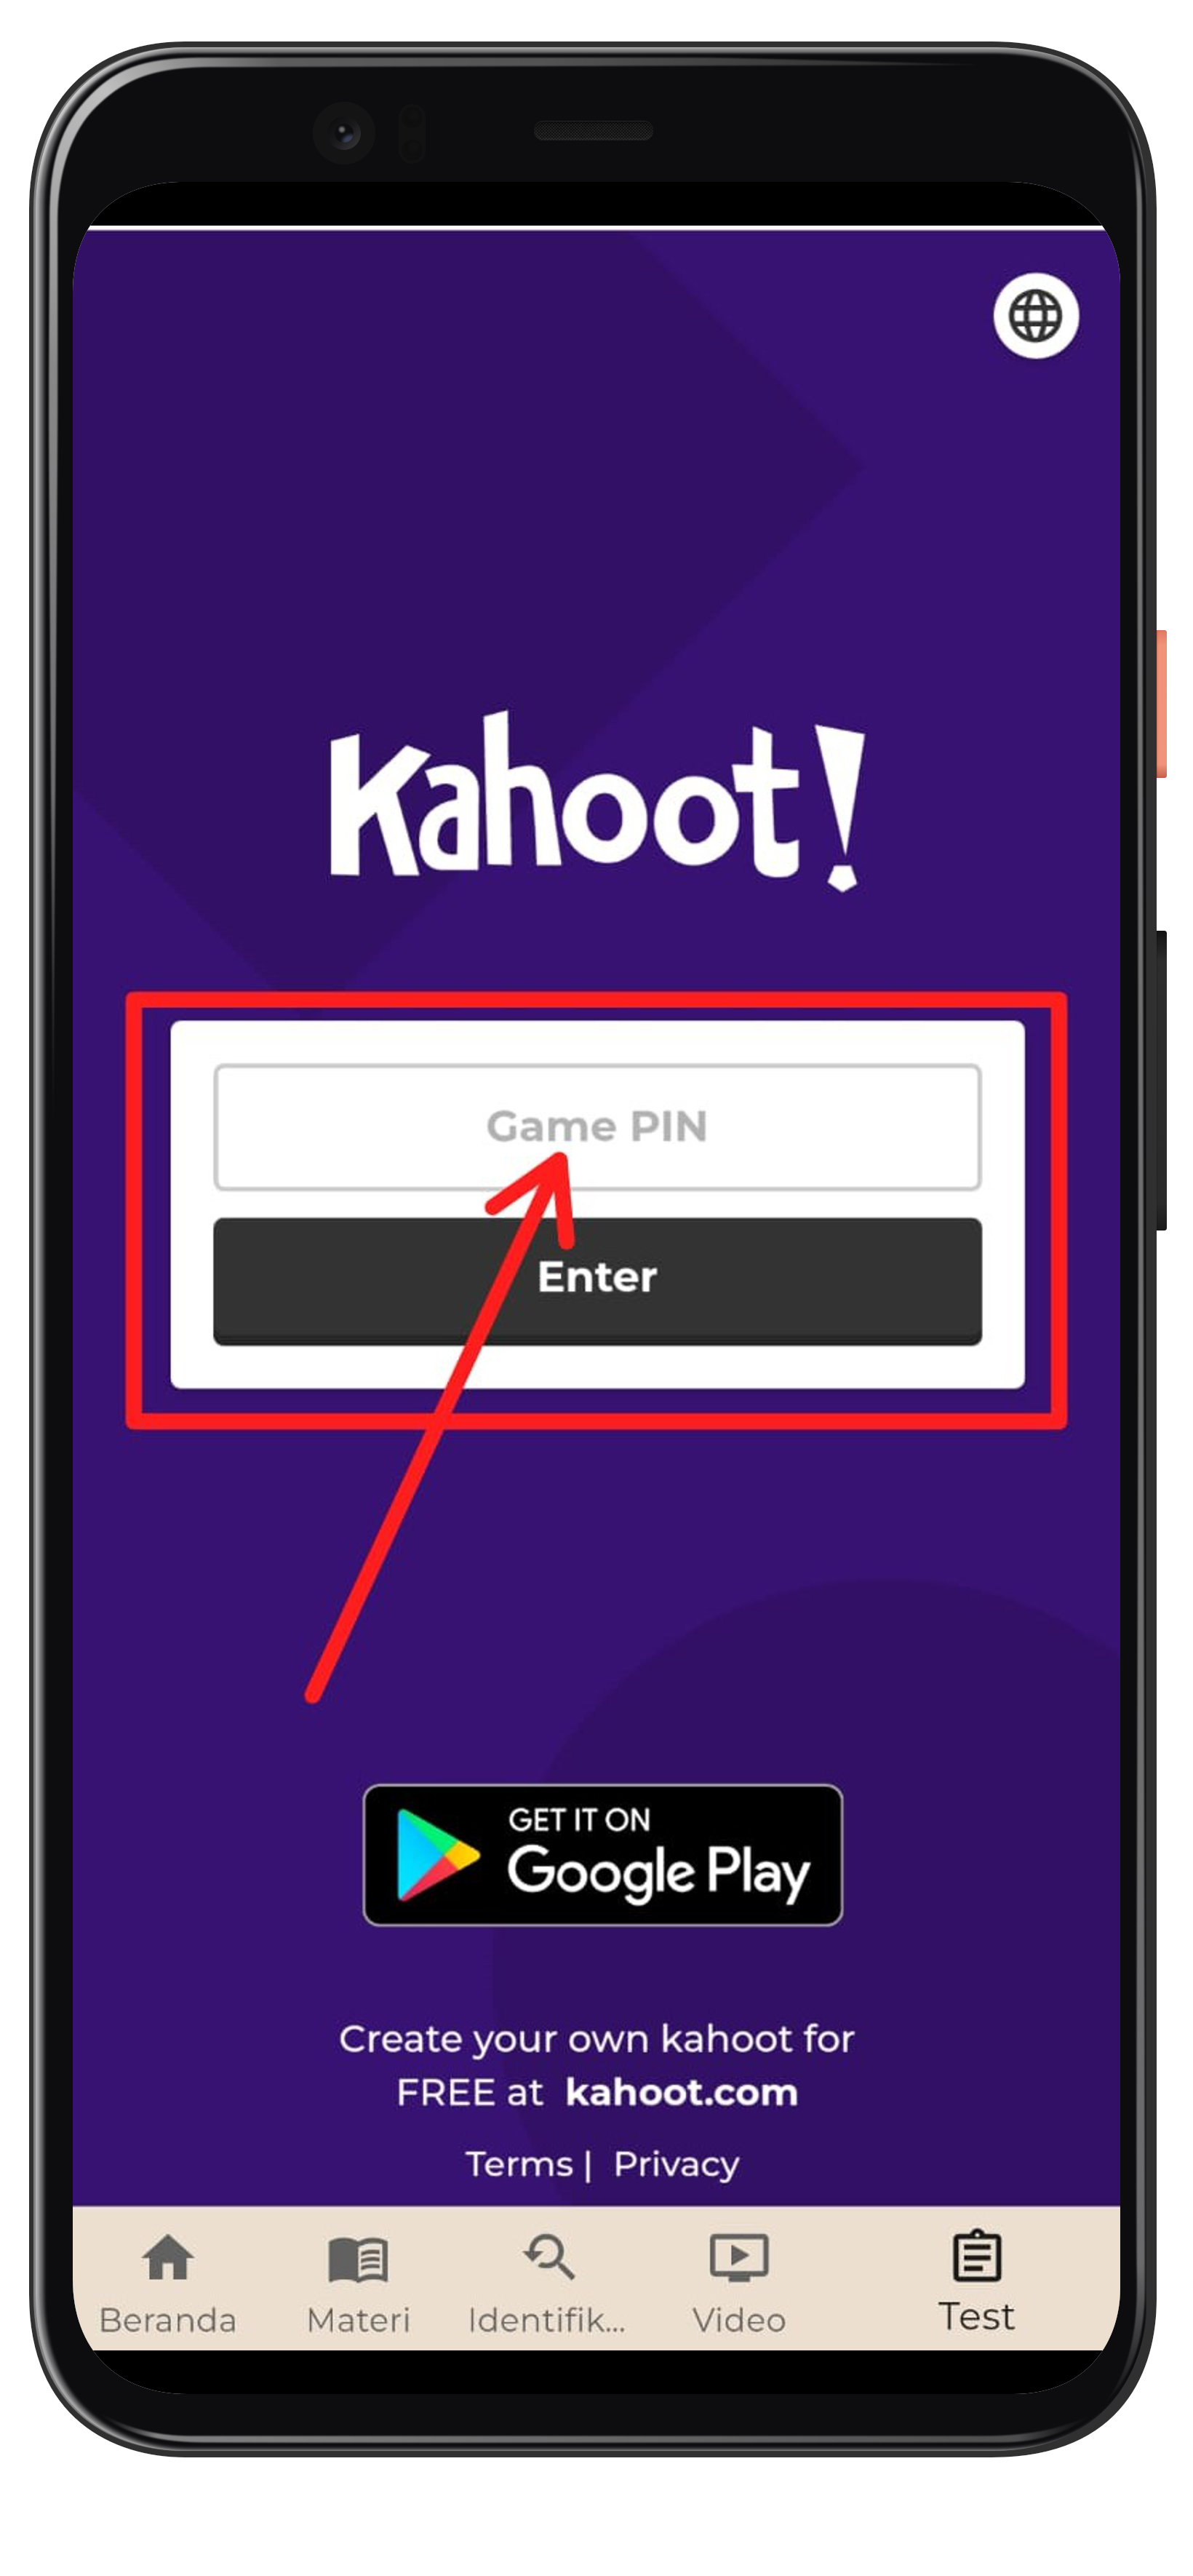 Kahoot!
Game PIN
Enter
GET IT ON
Google Play
Create your own kahoot for
FREE at kahoot.com
Terms | Privacy
Beranda Materi Identifik... Video Test